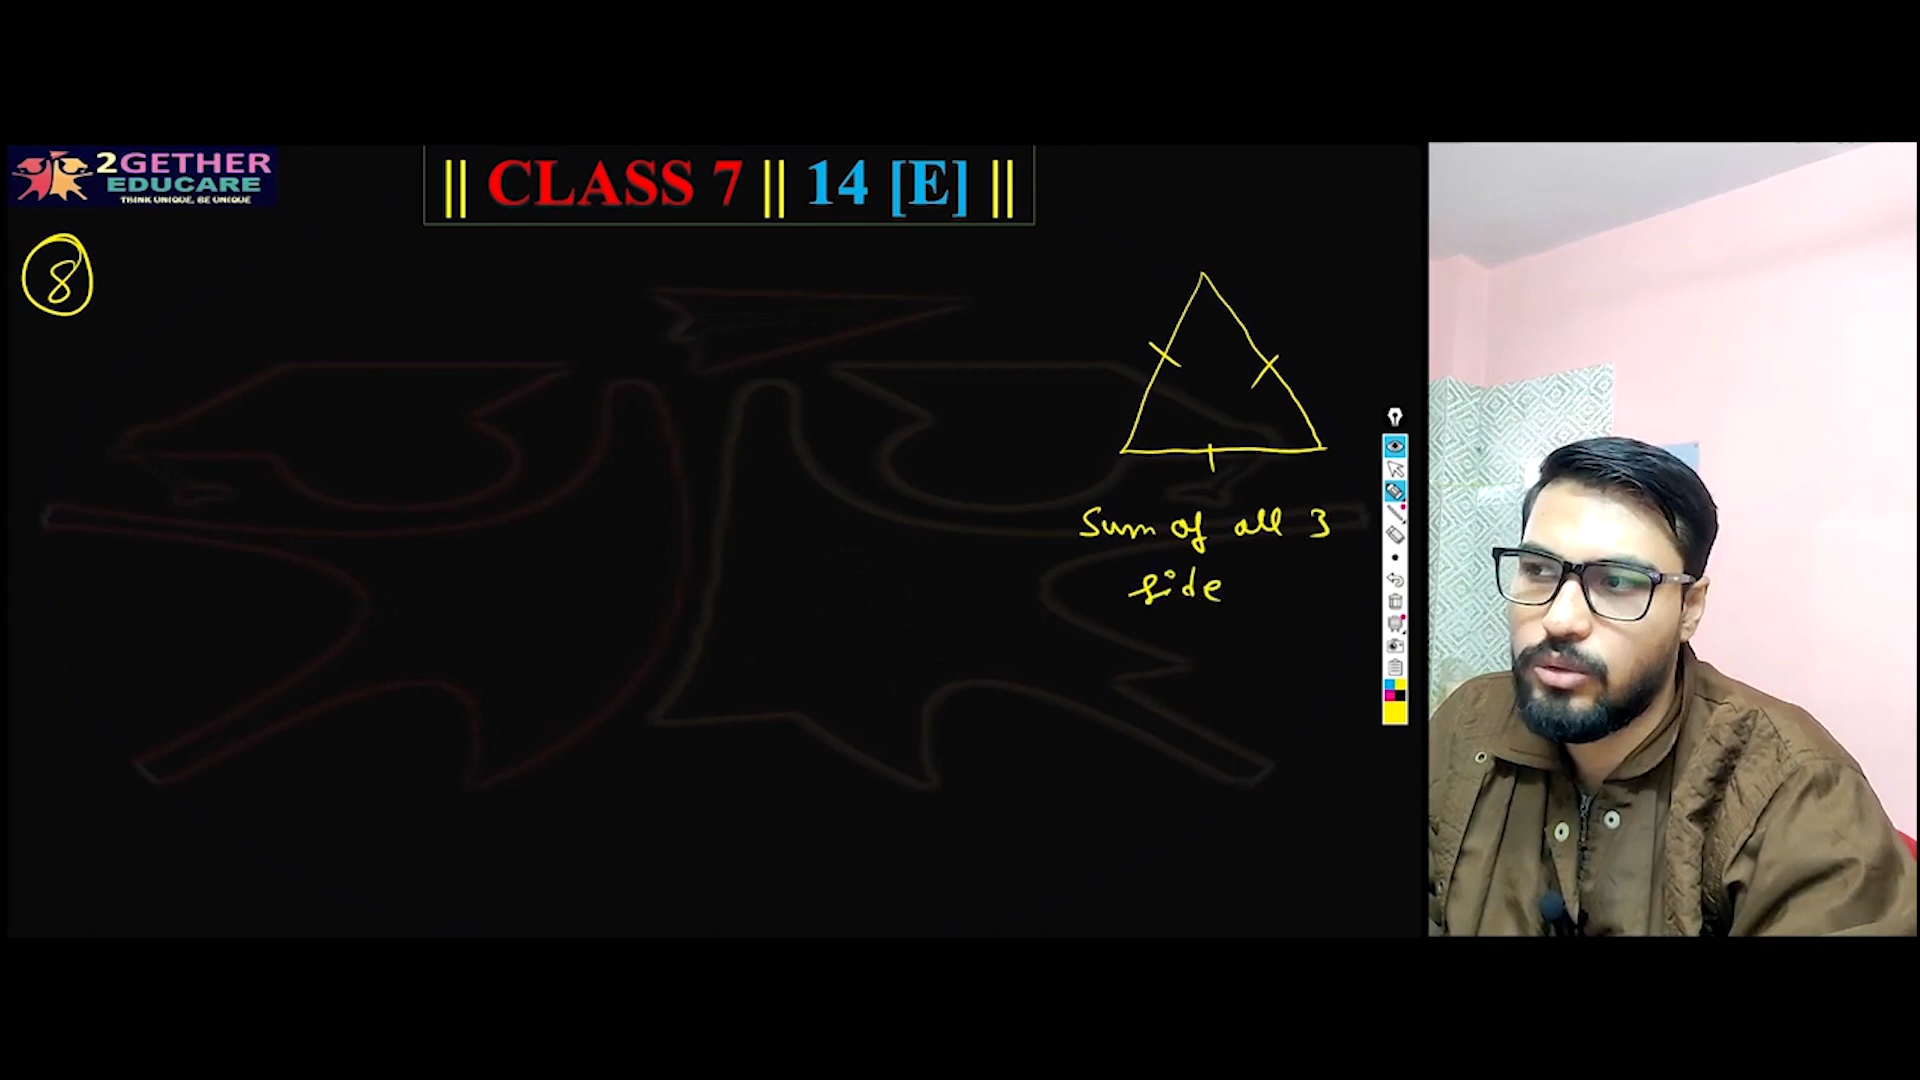 2GETHER
EDUCARE
THINK UNIQUE, BE UNIQUE
|| CLASS 7 || 14 [E] ||
8
Sum of all 3
side